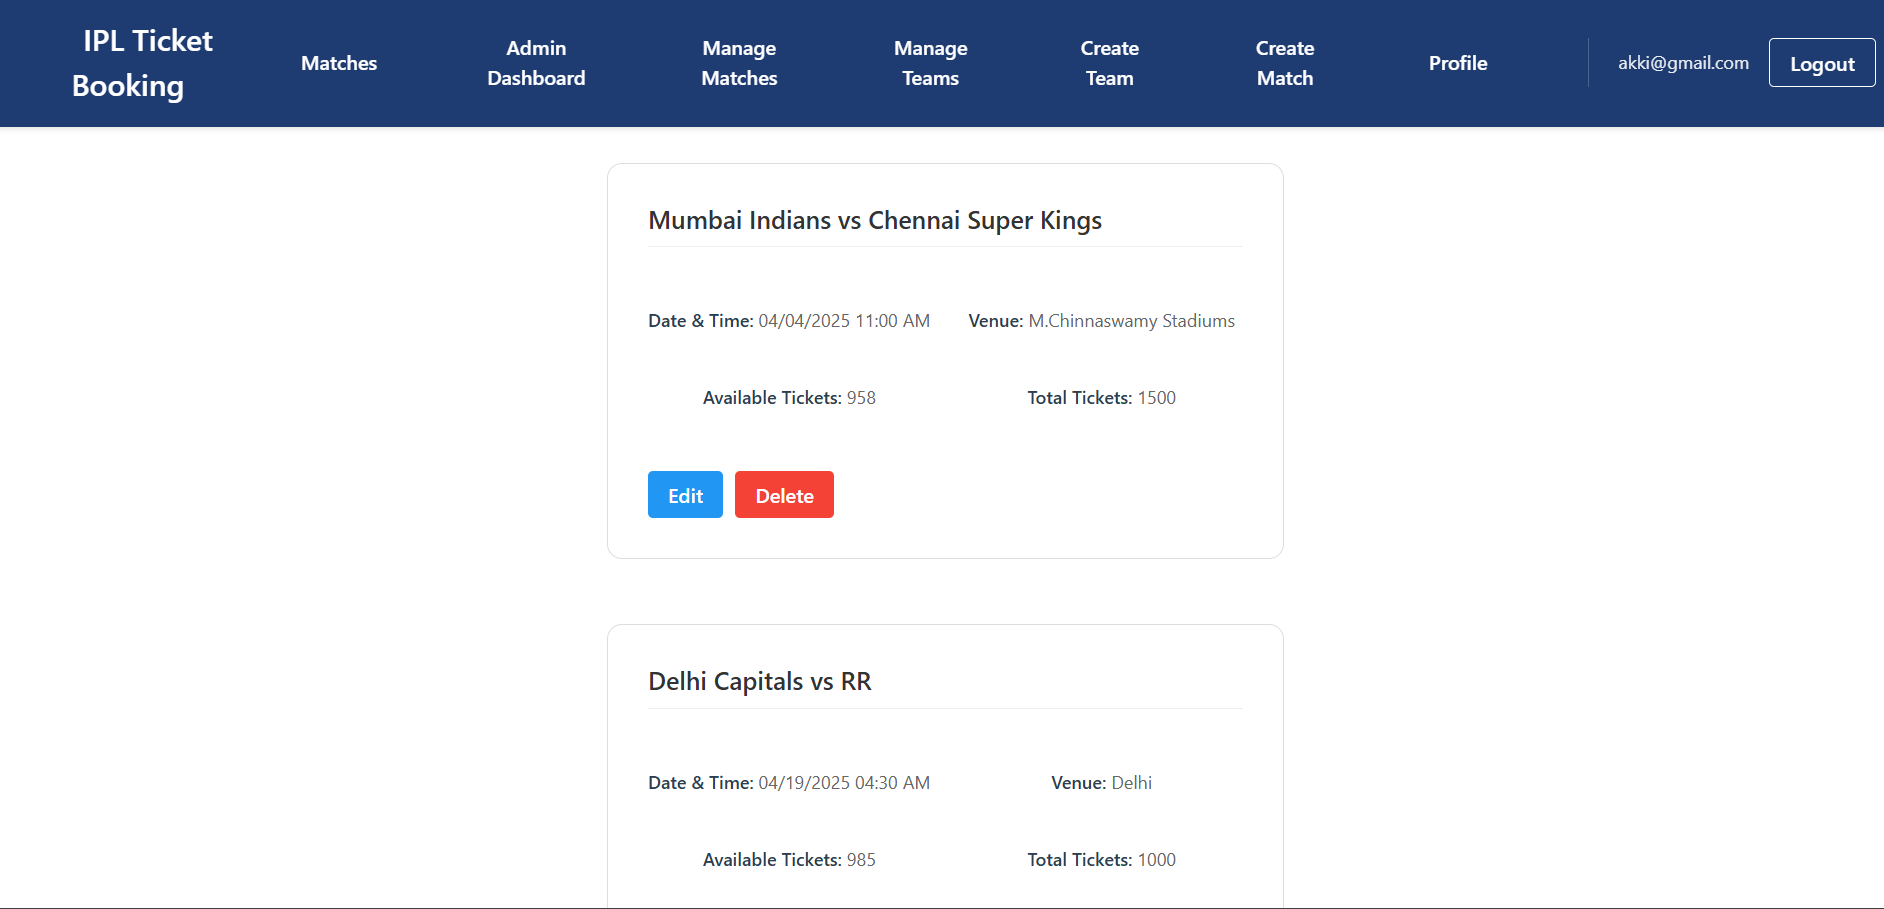 IPL Ticket
Booking
Matches
Admin
Dashboard
Manage
Matches
Manage
Teams
Create
Team
Create
Match
Profile
akki@gmail.com
Logout
Mumbai Indians vs Chennai Super Kings
Date & Time: 04/04/2025 11:00 AM
Venue: M.Chinnaswamy Stadiums
Available Tickets: 958
Total Tickets: 1500
Edit
Delete
Delhi Capitals vs RR
Date & Time: 04/19/2025 04:30 AM
Venue: Delhi
Available Tickets: 985
Total Tickets: 1000